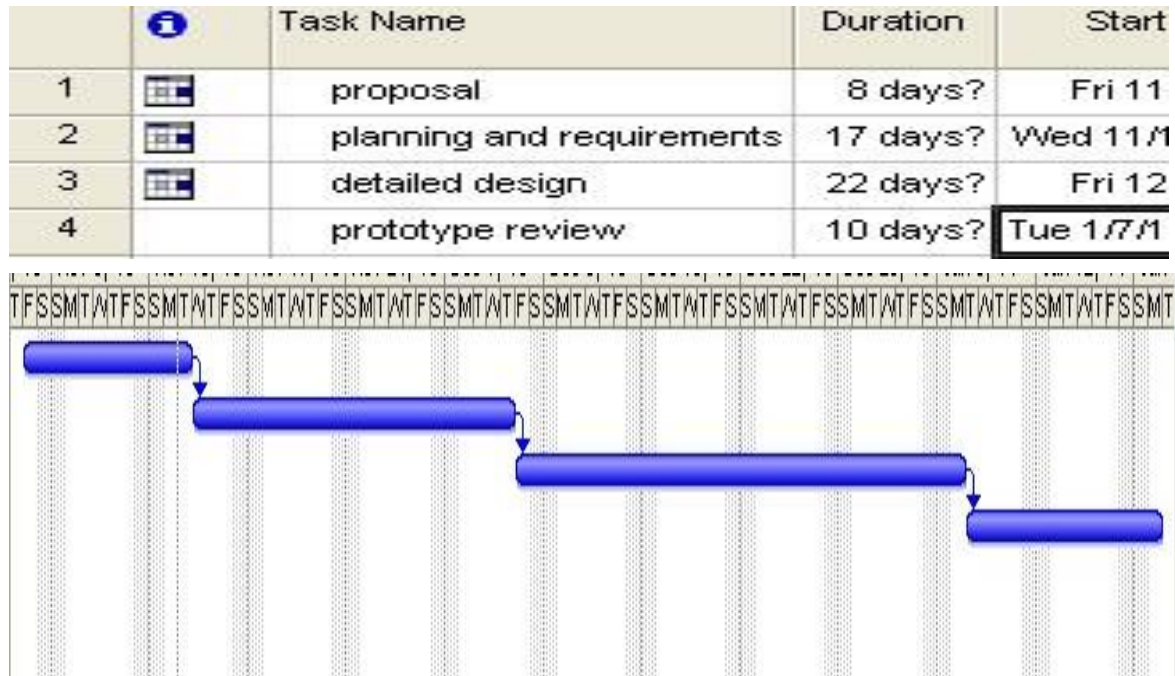 Task Name Duration Start
1 proposal 8 days? Fri 11
2 planning and requirements 17 days? Wed 11/1
3 detailed design 22 days? Fri 12
4 prototype review 10 days? Tue 1/7/1
T F S S M T W T F S S M T W T F S S M T W T F S S M T W T F S S M T W T F S S M T W T F S S M T W T F S S M T W T F S S M T W T F S S M T W T F S S M T W T F S S M T W T F S S M